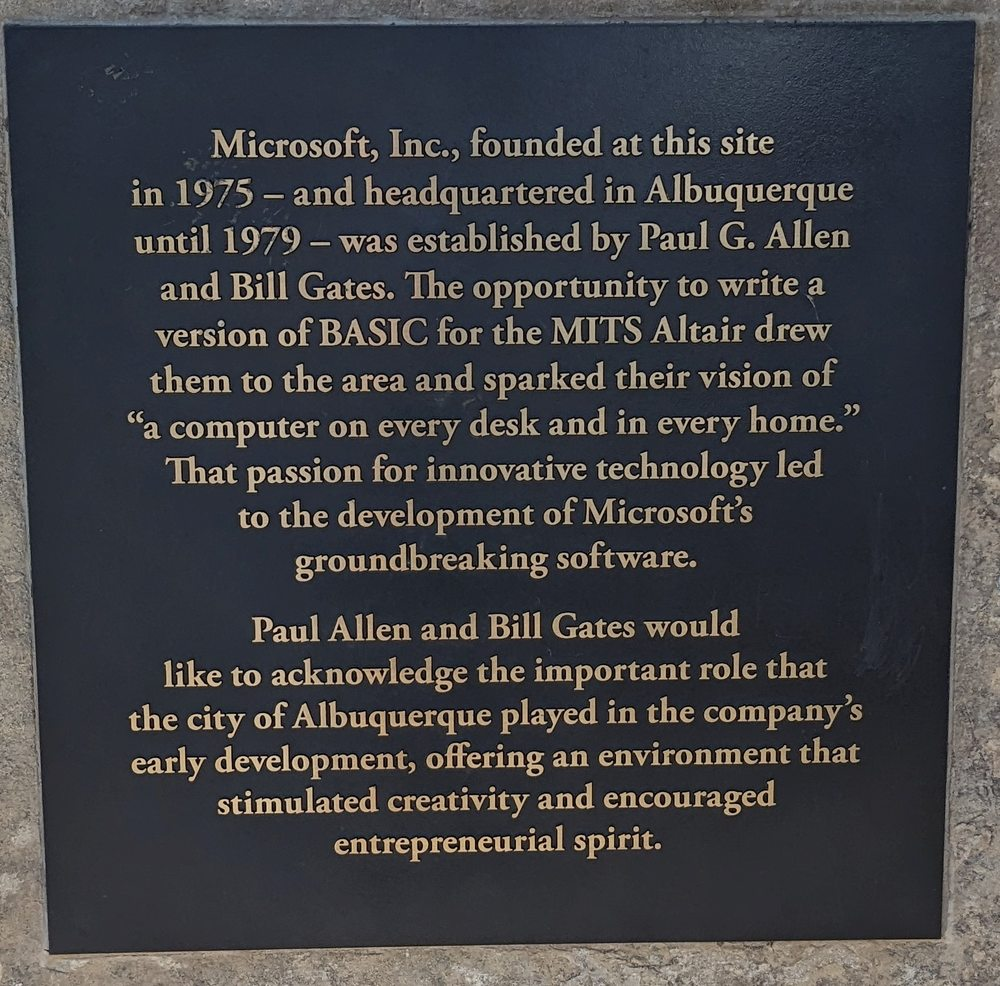 Microsoft, Inc., founded at this site
in 1975 – and headquartered in Albuquerque
until 1979 – was established by Paul G. Allen
and Bill Gates. The opportunity to write a
version of BASIC for the MITS Altair drew
them to the area and sparked their vision of
“a computer on every desk and in every home.”
That passion for innovative technology led
to the development of Microsoft’s
groundbreaking software.
Paul Allen and Bill Gates would
like to acknowledge the important role that
the city of Albuquerque played in the company’s
early development, offering an environment that
stimulated creativity and encouraged
entrepreneurial spirit.